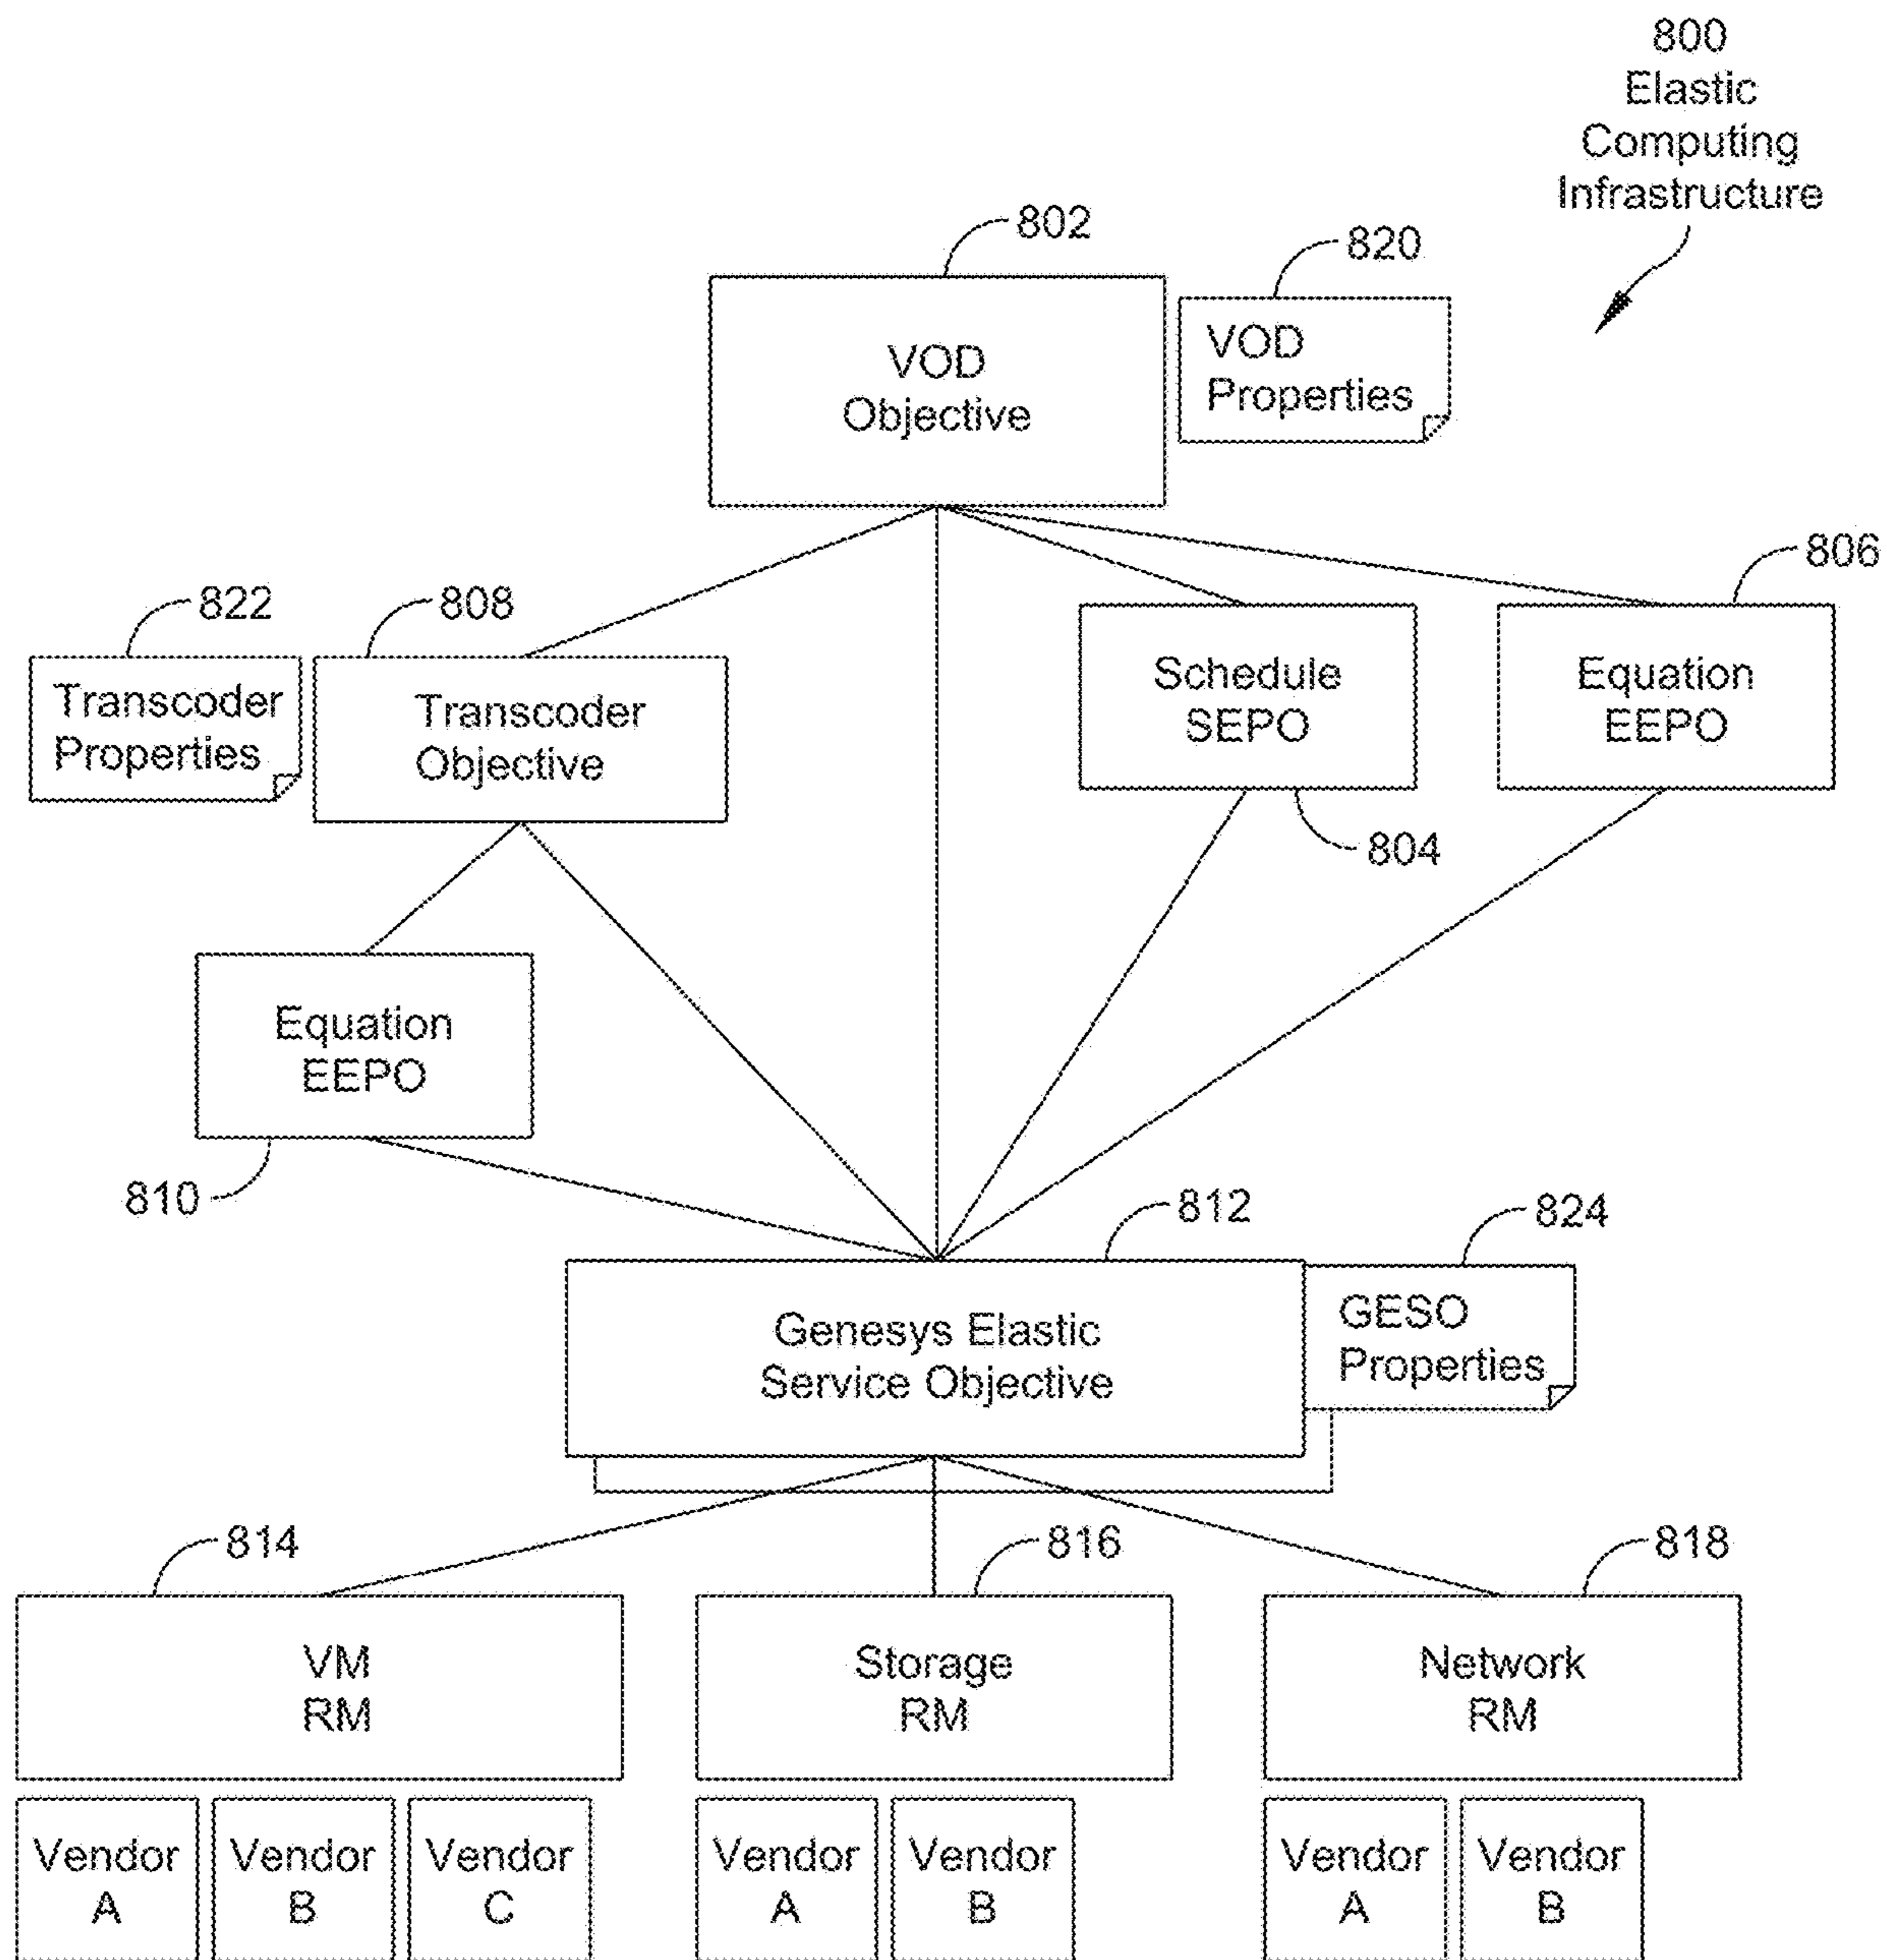 800
Elastic
Computing
Infrastructure
802
820
VOD
Objective
VOD
Properties
806
822
808
Transcoder
Properties
Transcoder
Objective
Schedule
SEPO
Equation
EEPO
804
Equation
EEPO
810
812
824
Genesys Elastic
Service Objective
GESO
Properties
814
816
818
VM
RM
Storage
RM
Network
RM
Vendor
A
Vendor
B
Vendor
C
Vendor
A
Vendor
B
Vendor
A
Vendor
B